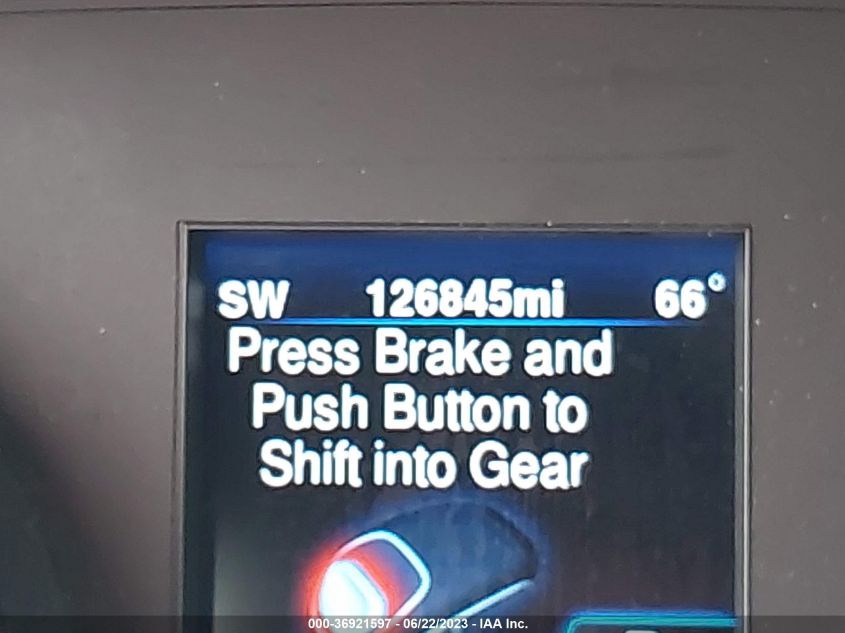 SW 126845mi 66°
Press Brake and
Push Button to
Shift into Gear
000-36921597 - 06/22/2023 - IAA Inc.